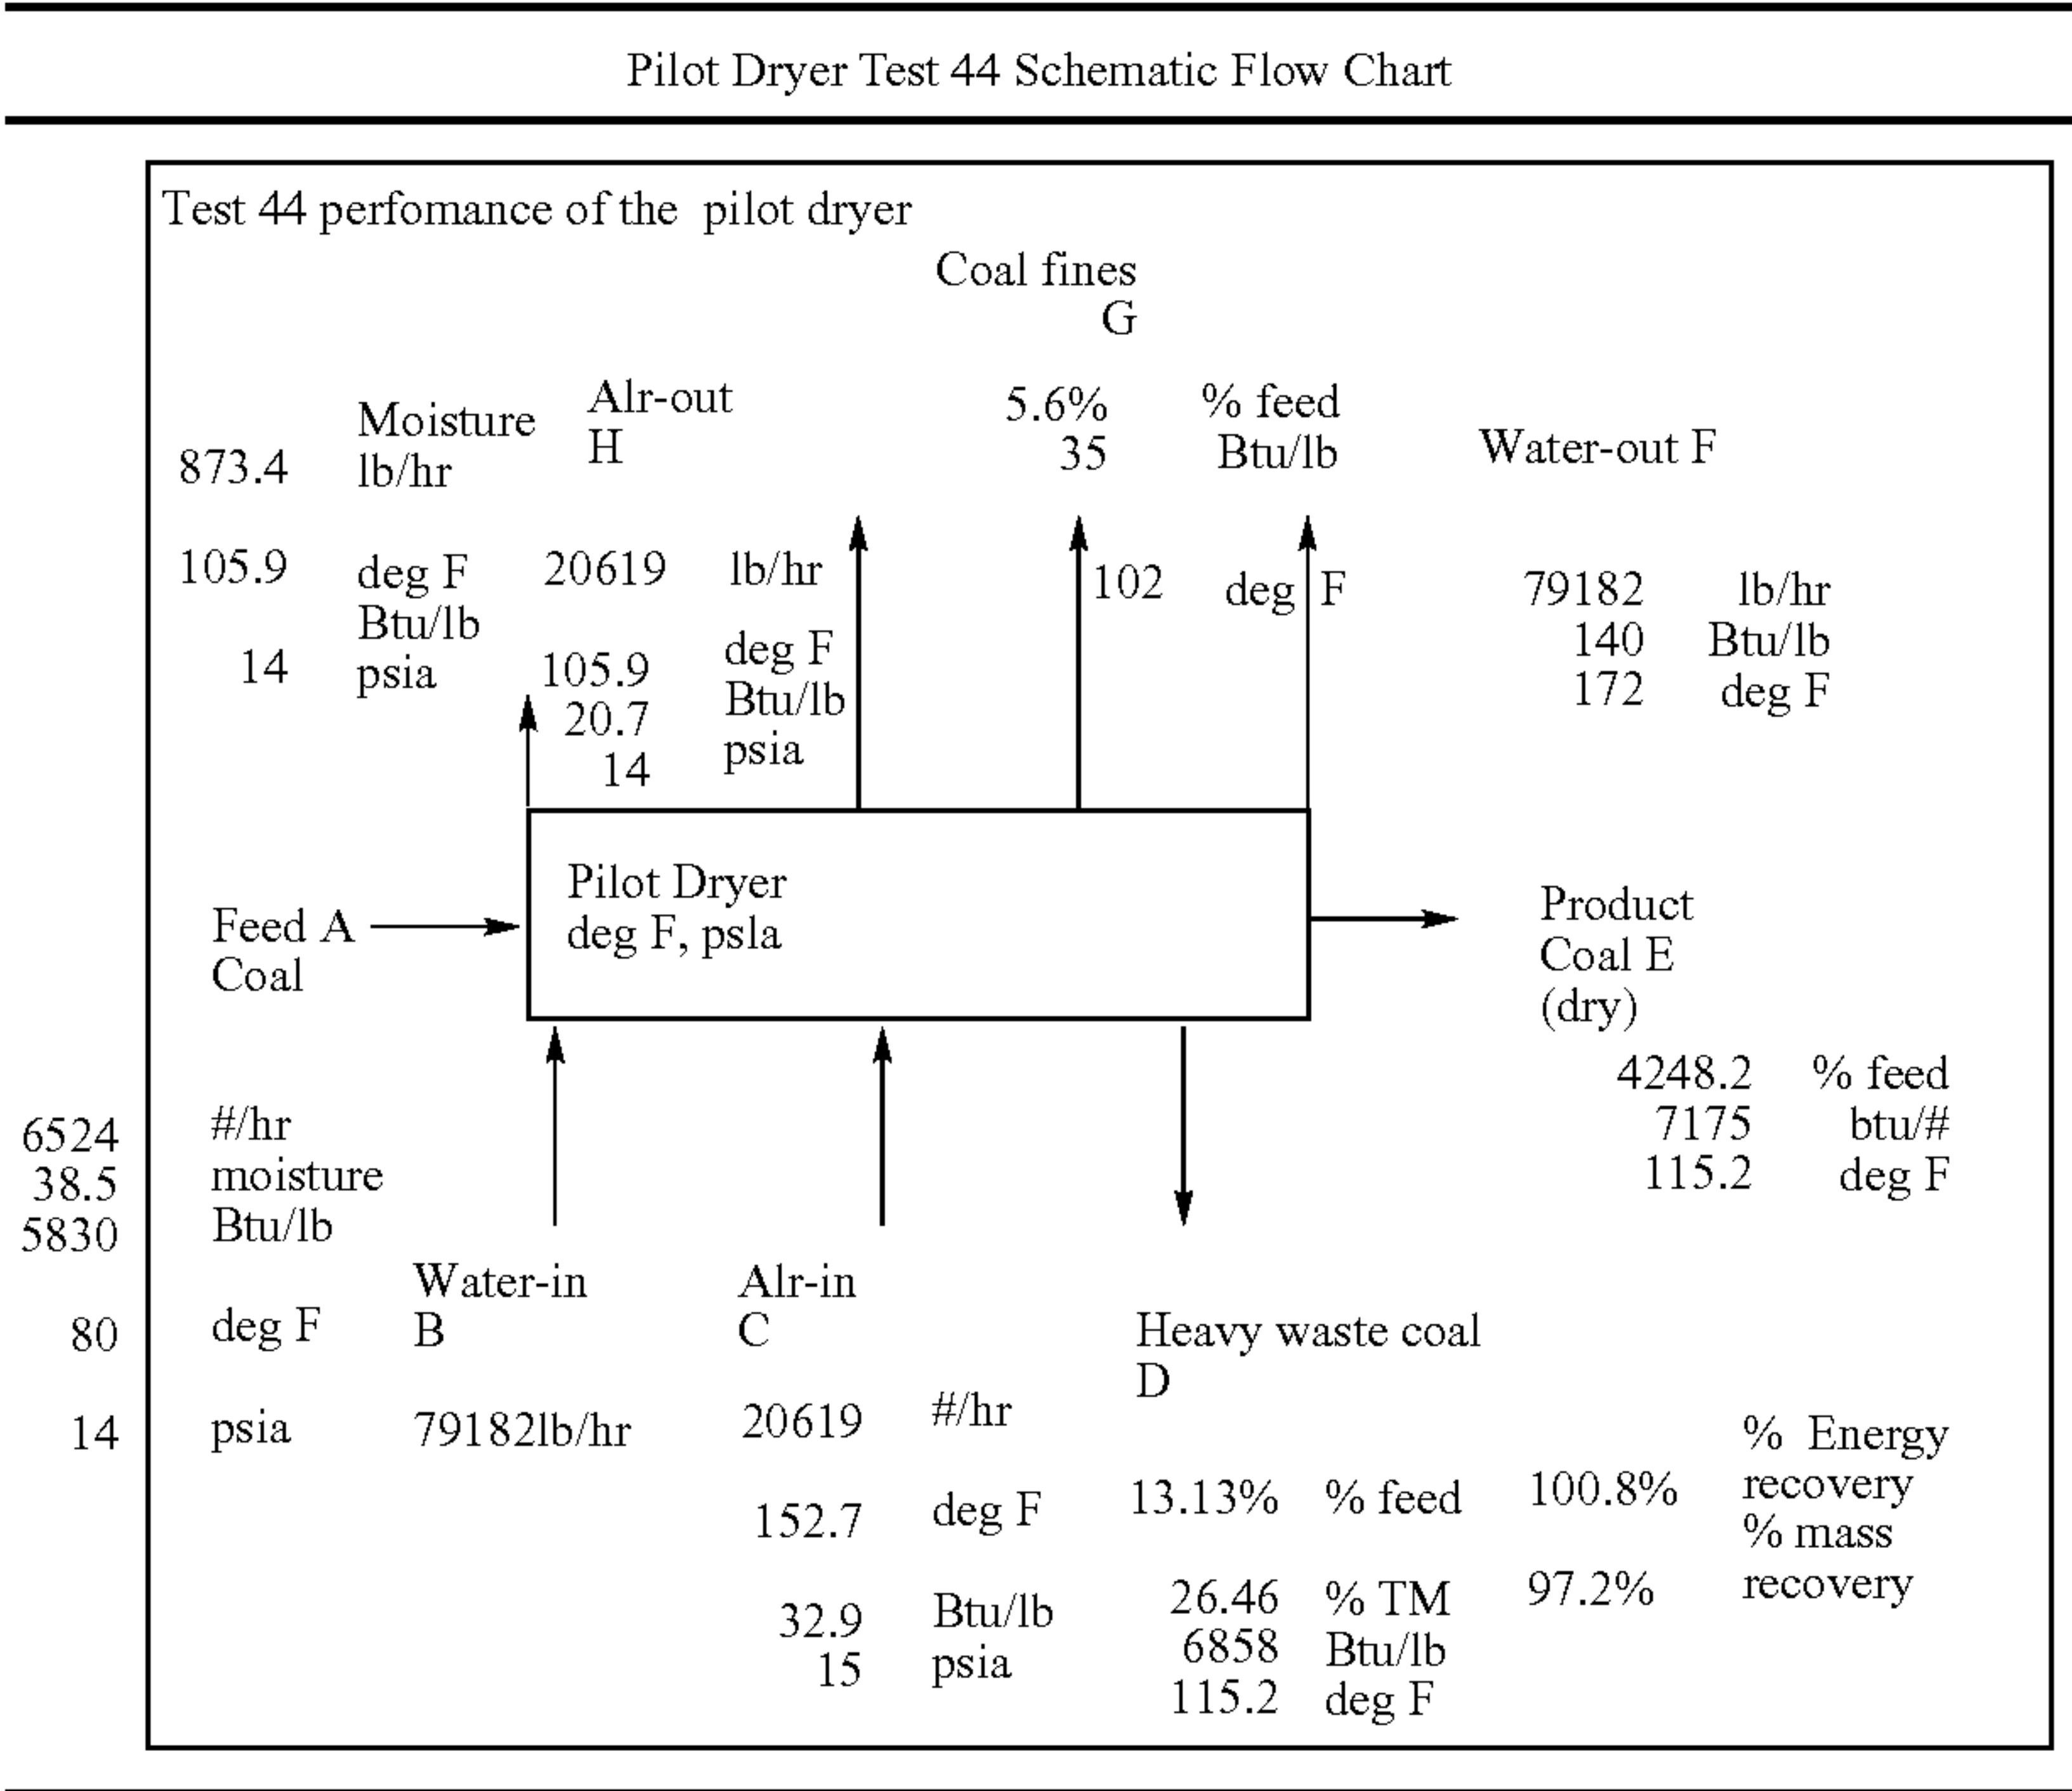 Pilot Dryer Test 44 Schematic Flow Chart
Test 44 perfomance of the pilot dryer
Coal fines
G
873.4
Moisture
lb/hr
Alr-out
H
5.6% % feed
35 Btu/lb
Water-out F
105.9 deg F
Btu/lb
14 psia
20619 lb/hr
105.9 deg F
20.7 Btu/lb
14 psia
102 deg F
79182 lb/hr
140 Btu/lb
172 deg F
Pilot Dryer
deg F, psla
Feed A
Coal
Product
Coal E
(dry)
4248.2 % feed
7175 btu/#
115.2 deg F
6524 #/hr
38.5 moisture
5830 Btu/lb
80 deg F
14 psia
Water-in
B
79182lb/hr
Alr-in
C
20619 #/hr
152.7 deg F
32.9 Btu/lb
15 psia
Heavy waste coal
D
13.13% % feed
26.46 % TM
6858 Btu/lb
115.2 deg F
100.8% % Energy
recovery
% mass
97.2% recovery